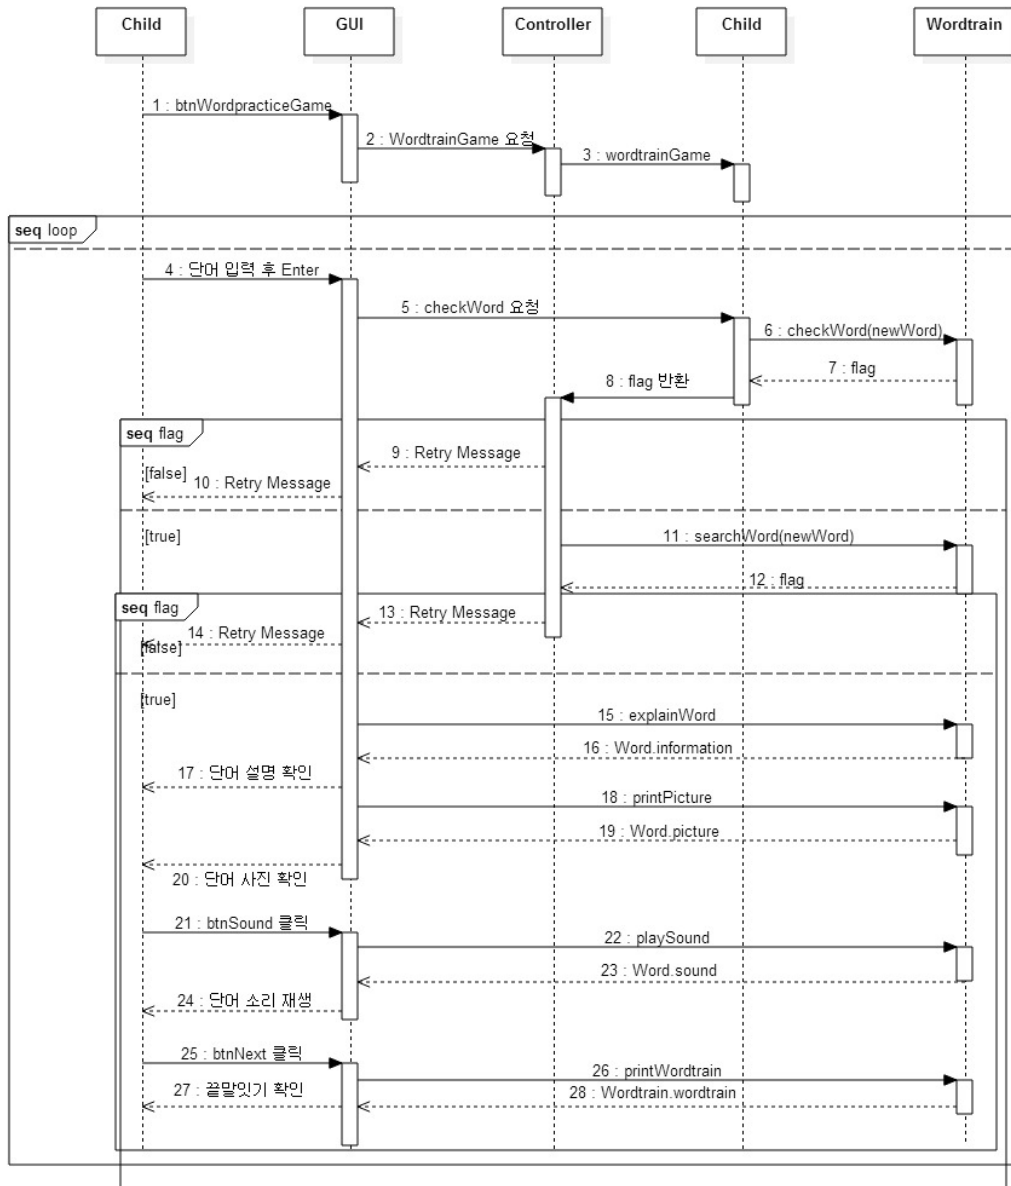 Child
GUI
Controller
Child
Wordtrain
1 : btnWordpracticeGame
2 : WordtrainGame 요청
3 : wordtrainGame
seq loop
4 : 단어 입력 후 Enter
5 : checkWord 요청
6 : checkWord(newWord)
7 : flag
8 : flag 반환
seq flag
9 : Retry Message
[false]
10 : Retry Message
[true]
11 : searchWord(newWord)
12 : flag
seq flag
13 : Retry Message
14 : Retry Message
[false]
[true]
15 : explainWord
16 : Word.information
17 : 단어 설명 확인
18 : printPicture
19 : Word.picture
20 : 단어 사진 확인
21 : btnSound 클릭
22 : playSound
23 : Word.sound
24 : 단어 소리 재생
25 : btnNext 클릭
26 : printWordtrain
27 : 끝말잇기 확인
28 : Wordtrain.wordtrain